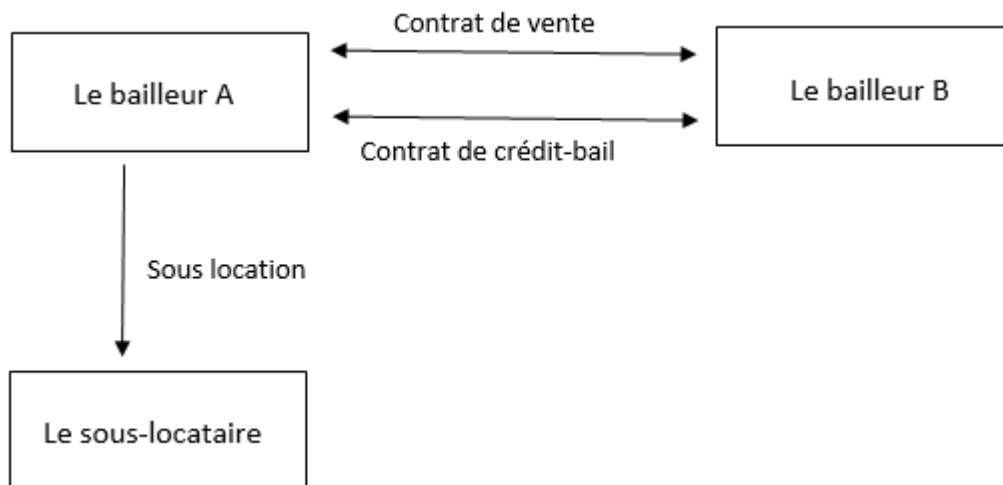 Contrat de vente
Le bailleur A
Le bailleur B
Contrat de crédit-bail
Sous location
Le sous-locataire